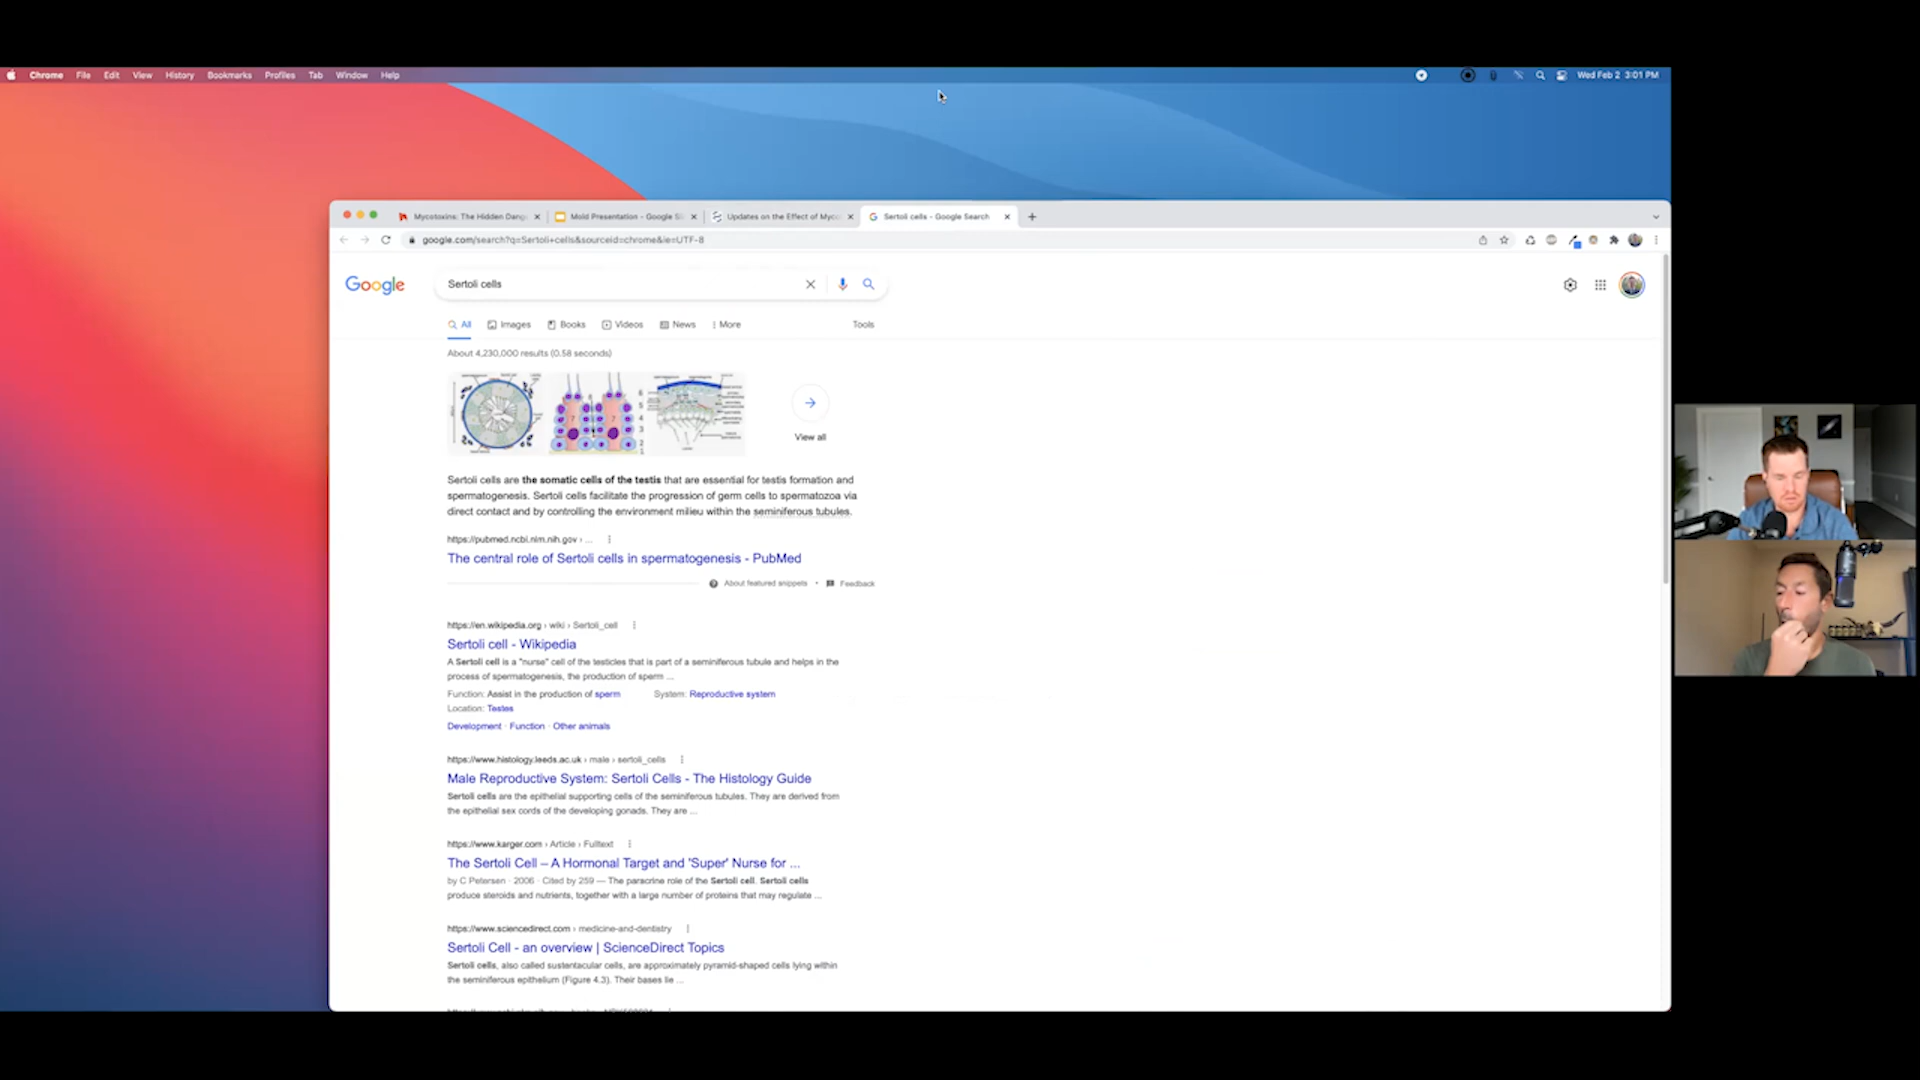 Chrome File Edit View History Bookmarks Profiles Tab Window Help
Wed Feb 2 3:01 PM
Mycotoxins: The Hidden Dang
Mold Presentation - Google Sl
Updates on the Effect of Myco
Sertoli cells - Google Search
google.com/search?q=Sertoli+cells&sourceid=chrome&ie=UTF-8
Google
Sertoli cells
All Images Books Videos News More Tools
About 4,230,000 results (0.58 seconds)
View all
Sertoli cells are the somatic cells of the testis that are essential for testis formation and
spermatogenesis. Sertoli cells facilitate the progression of germ cells to spermatozoa via
direct contact and by controlling the environment milieu within the seminiferous tubules.
https://pubmed.ncbi.nlm.nih.gov › ...
The central role of Sertoli cells in spermatogenesis - PubMed
About featured snippets • Feedback
https://en.wikipedia.org › wiki › Sertoli_cell
Sertoli cell - Wikipedia
A Sertoli cell is a "nurse" cell of the testicles that is part of a seminiferous tubule and helps in the
process of spermatogenesis, the production of sperm ...
Function: Assist in the production of sperm System: Reproductive system
Location: Testes
Development · Function · Other animals
https://www.histology.leeds.ac.uk › male › sertoli_cells
Male Reproductive System: Sertoli Cells - The Histology Guide
Sertoli cells are the epithelial supporting cells of the seminiferous tubules. They are derived from
the epithelial sex cords of the developing gonads. They are ...
https://www.karger.com › Article › Fulltext
The Sertoli Cell – A Hormonal Target and 'Super' Nurse for ...
by C Petersen · 2006 · Cited by 259 — The paracrine role of the Sertoli cell. Sertoli cells
produce steroids and nutrients, together with a large number of proteins that may regulate ...
https://www.sciencedirect.com › medicine-and-dentistry
Sertoli Cell - an overview | ScienceDirect Topics
Sertoli cells, also called sustentacular cells, are approximately pyramid-shaped cells lying within
the seminiferous epithelium (Figure 4.3). Their bases lie ...